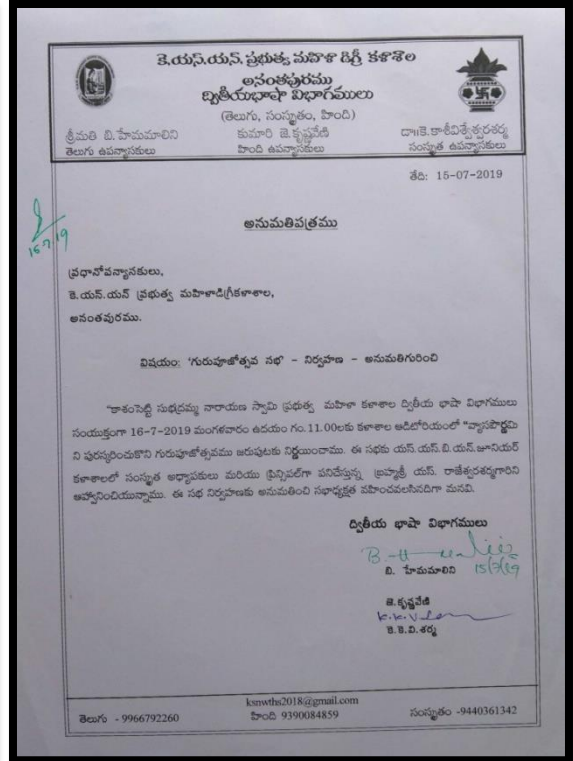 కె.యస్.యన్. ప్రభుత్వ మహిళా డిగ్రీ కళాశాల
అనంతపురము
ద్వితీయభాషా విభాగములు
(తెలుగు, సంస్కృతం, హింది)
శ్రీమతి బి.హేమమాలిని కుమారి జె.కృష్ణవేణి డా॥కె.కాశీవిశ్వేశ్వరశర్మ
తెలుగు ఉపన్యాసకులు హింది ఉపన్యాసకులు సంస్కృత ఉపన్యాసకులు
తేది: 15-07-2019
అనుమతిపత్రము
15 7/19
ప్రధానోపన్యాసకులు,
కె.యస్.యన్ ప్రభుత్వ మహిళాడిగ్రీకళాశాల,
అనంతపురము.
విషయం: 'గురుపూజోత్సవ సభ' - నిర్వహణ - అనుమతిగురించి
"కాశంసెట్టి సుభద్రమ్మ నారాయణ స్వామి ప్రభుత్వ మహిళా కళాశాల ద్వితీయ భాషా విభాగములు
సంయుక్తంగా 16-7-2019 మంగళవారం ఉదయం గం.11.00లకు కళాశాల ఆడిటోరియంలో "వ్యాసపౌర్ణమి
ని పురస్కరించుకొని గురుపూజోత్సవము జరుపుటకు నిర్ణయించాము. ఈ సభకు యస్.యస్.బి.యన్.జూనియర్
కళాశాలలో సంస్కృత అధ్యాపకులు మరియు ప్రిన్సిపల్‌గా పనిచేస్తున్న బ్రహ్మశ్రీ యస్. రాజేశ్వరశర్మగారిని
ఆహ్వానించియున్నాము. ఈ సభ నిర్వహణకు అనుమతించి సభాధ్యక్షత వహించవలసినదిగా మనవి.
ద్వితీయ భాషా విభాగములు
బి. హేమమాలిని 15/7/19
జె.కృష్ణవేణి
కె.కె.వి.శర్మ
ksnwths2018@gmail.com
తెలుగు - 9966792260 హింది 9390084859 సంస్కృతం -9440361342